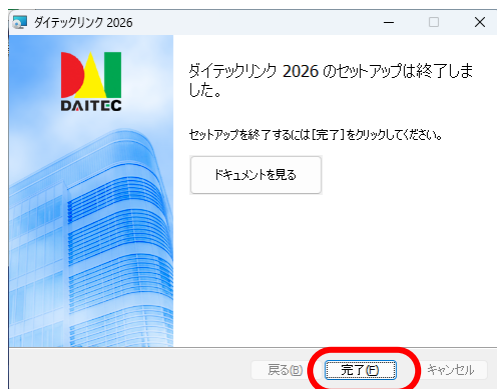 ダイテックリンク 2026
DAITEC
ダイテックリンク 2026 のセットアップは終了しま
した。
セットアップを終了するには[完了]をクリックしてください。
ドキュメントを見る
戻る(B)
完了(F)
キャンセル